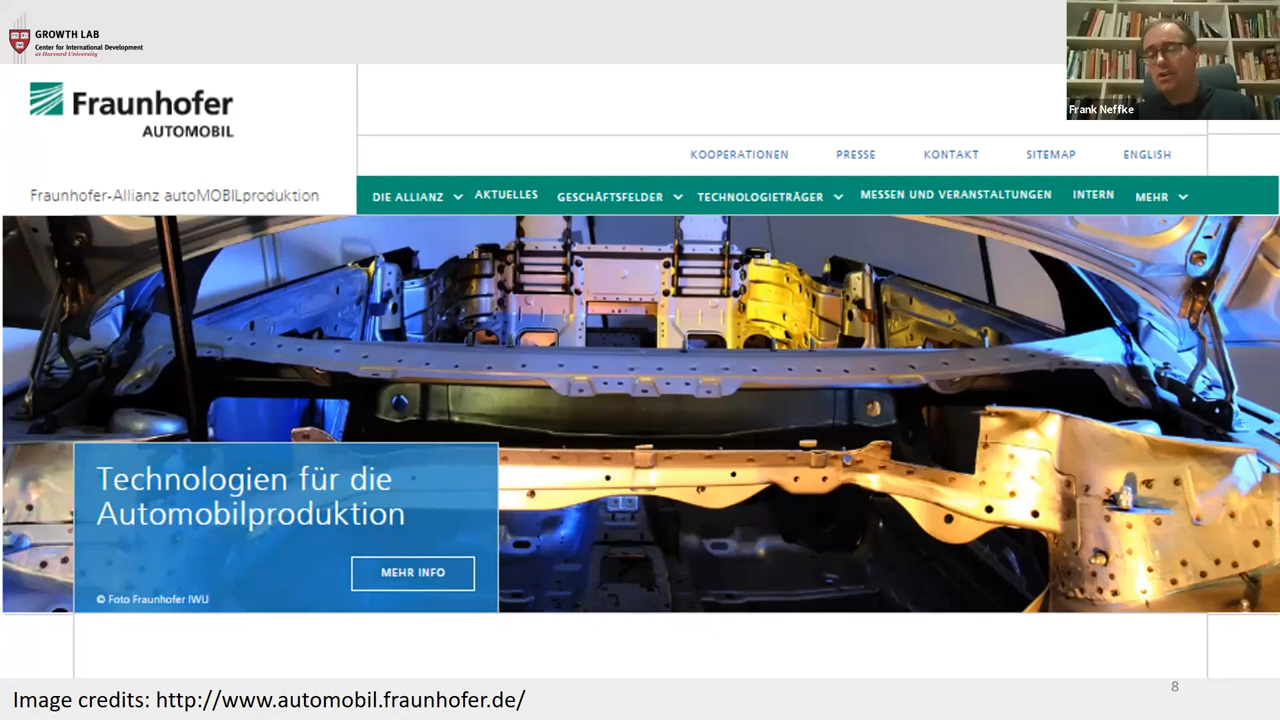 GROWTH LAB
Center for International Development
at Harvard University
Frank Neffke
Fraunhofer
AUTOMOBIL
Fraunhofer-Allianz autoMOBILproduktion
KOOPERATIONEN PRESSE KONTAKT SITEMAP ENGLISH
DIE ALLIANZ AKTUELLES GESCHÄFTSFELDER TECHNOLOGIETRÄGER MESSEN UND VERANSTALTUNGEN INTERN MEHR
Technologien für die
Automobilproduktion
MEHR INFO
© Foto Fraunhofer IWU
8
Image credits: http://www.automobil.fraunhofer.de/